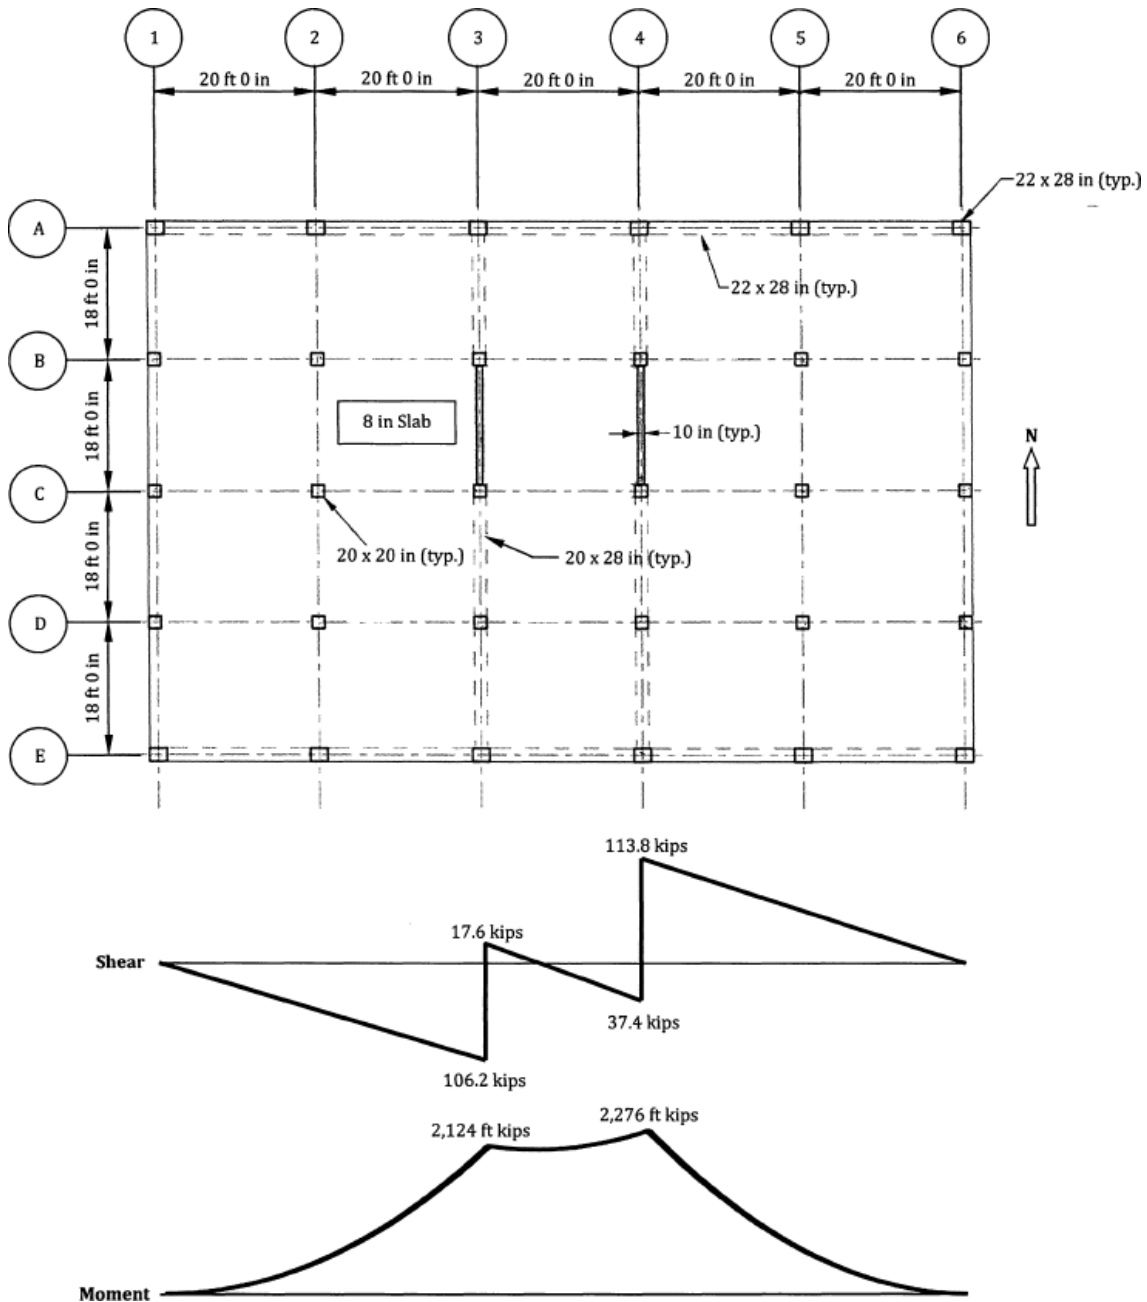 1 2 3 4 5 6
20 ft 0 in 20 ft 0 in 20 ft 0 in 20 ft 0 in 20 ft 0 in
22 x 28 in (typ.)
A
18 ft 0 in
22 x 28 in (typ.)
B
18 ft 0 in
8 in Slab
10 in (typ.)
N
C
18 ft 0 in
20 x 20 in (typ.)
20 x 28 in (typ.)
D
18 ft 0 in
E
113.8 kips
17.6 kips
Shear
37.4 kips
106.2 kips
2,276 ft kips
2,124 ft kips
Moment